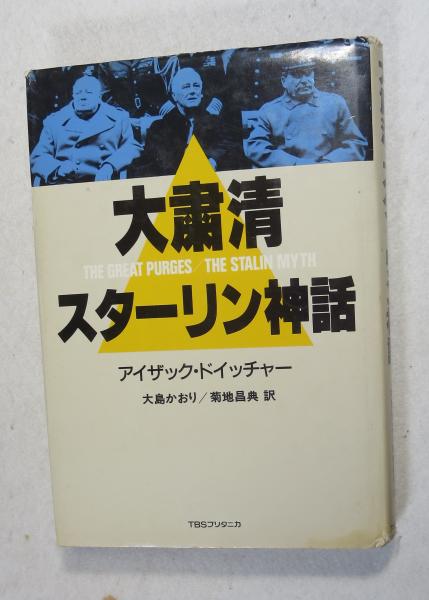 大粛清
THE GREAT PURGES/THE STALIN MYTH
スターリン神話
アイザック・ドイッチャー
大島かおり/菊地昌典 訳
TBSブリタニカ